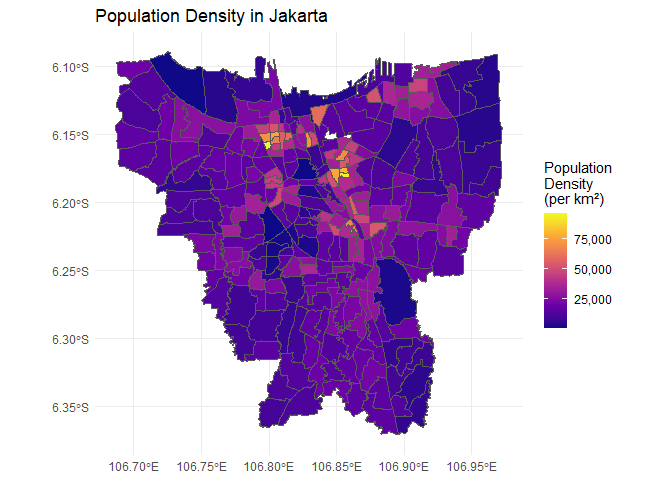 Population Density in Jakarta
6.10°S
6.15°S
6.20°S
6.25°S
6.30°S
6.35°S
106.70°E
106.75°E
106.80°E
106.85°E
106.90°E
106.95°E
Population
Density
(per km²)
75,000
50,000
25,000